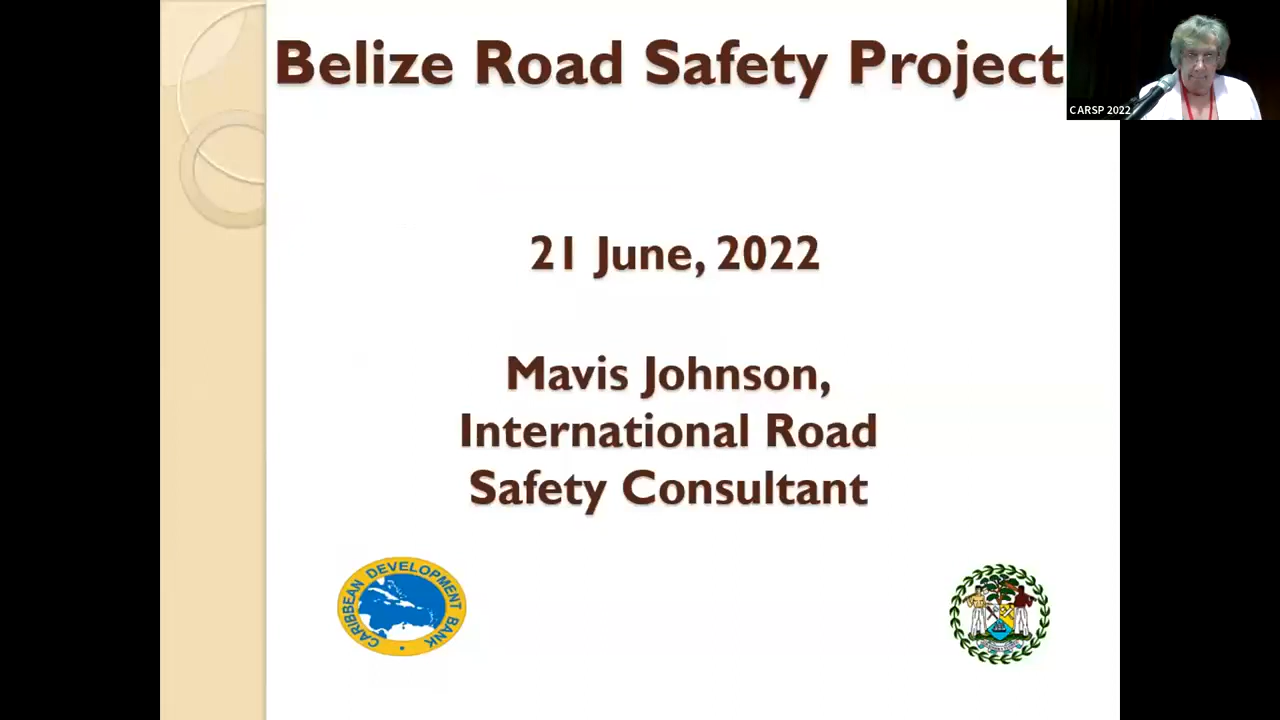 Belize Road Safety Project
CARSP 2022
21 June, 2022
Mavis Johnson,
International Road
Safety Consultant
CARIBBEAN DEVELOPMENT BANK